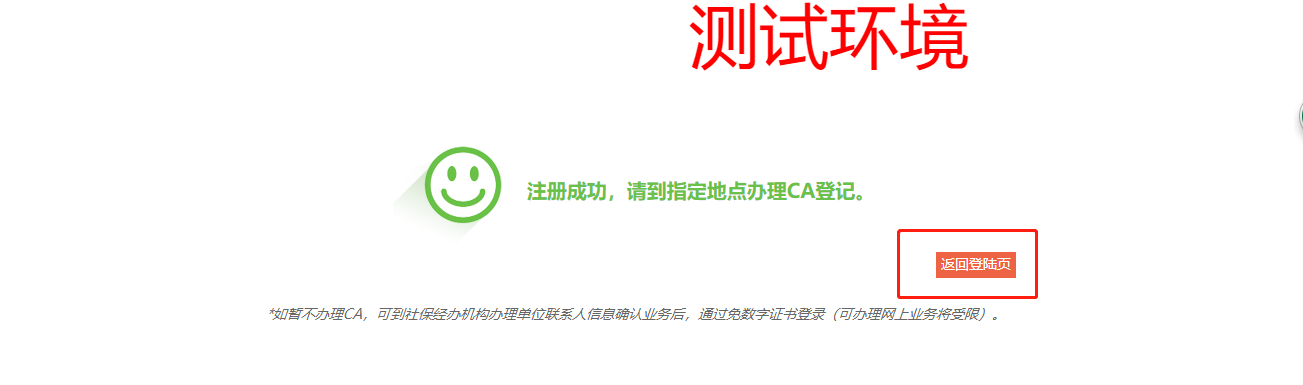 测试环境
注册成功，请到指定地点办理CA登记。
返回登陆页
*如暂不办理CA，可到社保经办机构办理单位联系人信息确认业务后，通过免数字证书登录（可办理网上业务将受限）。